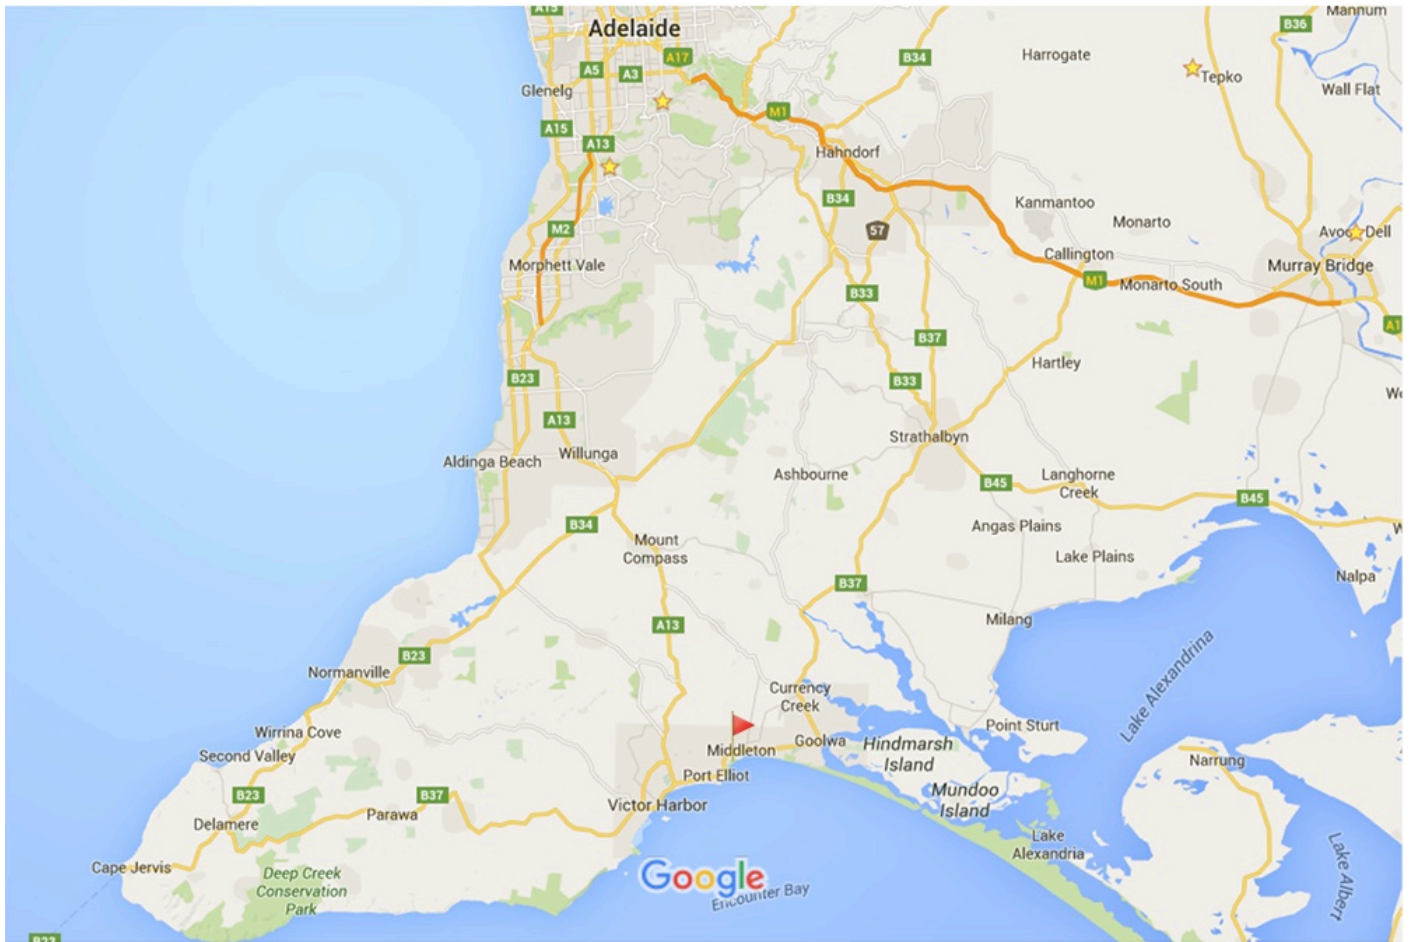 A15
Adelaide
Mannum
B36
A17
B34
Harrogate
A5
A3
Tepko
Glenelg
Wall Flat
M1
A15
A13
Hahndorf
B34
Kanmantoo
Monarto
M2
57
Avoca Dell
Callington
Morphett Vale
Murray Bridge
M1
Monarto South
B33
A1
B37
Hartley
B23
B33
We
A13
Strathalbyn
Willunga
Aldinga Beach
Ashbourne
Langhorne
Creek
B45
B45
B34
Angas Plains
W
Mount
Compass
Lake Plains
Nalpa
B37
Milang
A13
B23
Normanville
Lake Alexandrina
Currency
Creek
Wirrina Cove
Point Sturt
Second Valley
Middleton
Goolwa
Hindmarsh
Island
Narrung
Port Elliot
B23
B37
Victor Harbor
Mundoo
Island
Parawa
Delamere
Lake
Alexandria
Cape Jervis
Deep Creek
Conservation
Park
Google
Encounter Bay
Lake Albert
B23